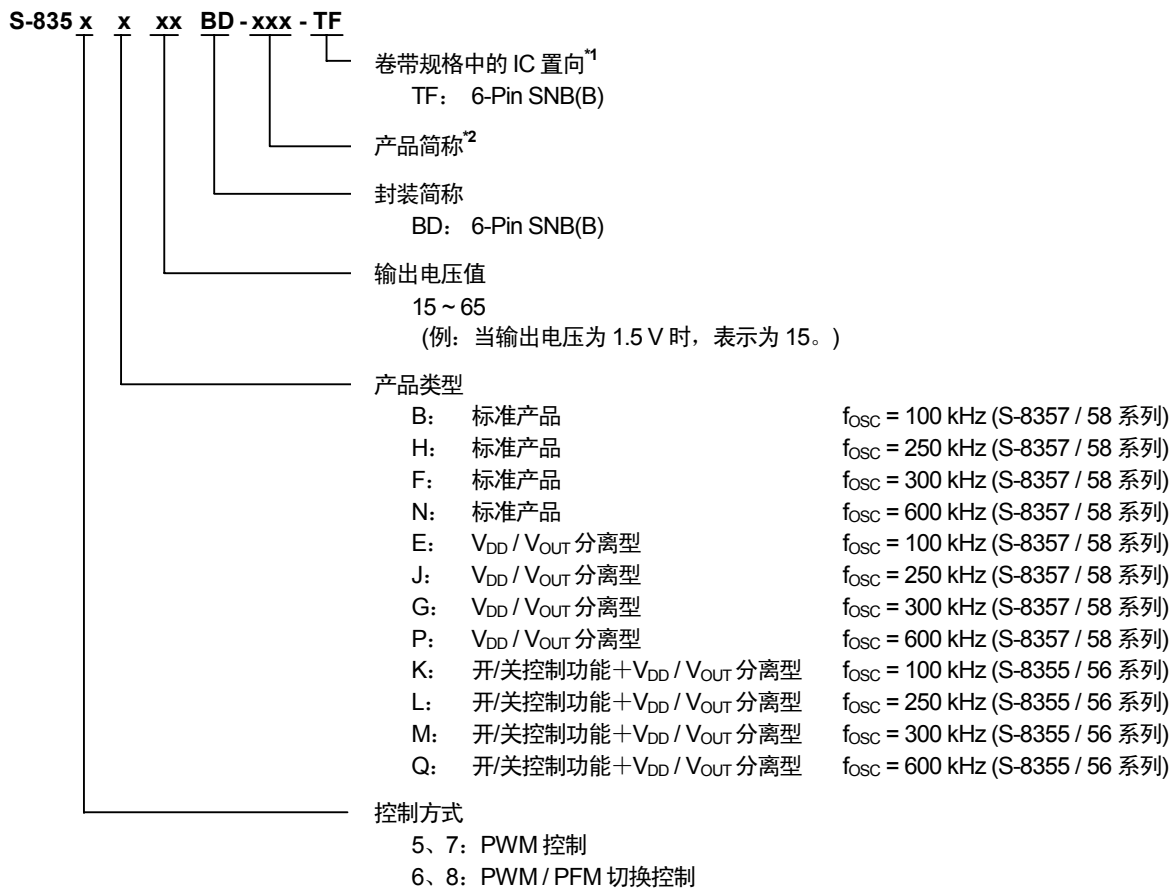 S-835 x x xx BD - xxx - TF
卷带规格中的 IC 置向*1
TF： 6-Pin SNB(B)
产品简称*2
封装简称
BD： 6-Pin SNB(B)
输出电压值
15 ~ 65
(例：当输出电压为 1.5 V 时，表示为 15。)
产品类型
B： 标准产品 fOSC = 100 kHz (S-8357 / 58 系列)
H： 标准产品 fOSC = 250 kHz (S-8357 / 58 系列)
F： 标准产品 fOSC = 300 kHz (S-8357 / 58 系列)
N： 标准产品 fOSC = 600 kHz (S-8357 / 58 系列)
E： VDD / VOUT 分离型 fOSC = 100 kHz (S-8357 / 58 系列)
J： VDD / VOUT 分离型 fOSC = 250 kHz (S-8357 / 58 系列)
G： VDD / VOUT 分离型 fOSC = 300 kHz (S-8357 / 58 系列)
P： VDD / VOUT 分离型 fOSC = 600 kHz (S-8357 / 58 系列)
K： 开/关控制功能＋VDD / VOUT 分离型 fOSC = 100 kHz (S-8355 / 56 系列)
L： 开/关控制功能＋VDD / VOUT 分离型 fOSC = 250 kHz (S-8355 / 56 系列)
M： 开/关控制功能＋VDD / VOUT 分离型 fOSC = 300 kHz (S-8355 / 56 系列)
Q： 开/关控制功能＋VDD / VOUT 分离型 fOSC = 600 kHz (S-8355 / 56 系列)
控制方式
5、7：PWM 控制
6、8：PWM / PFM 切换控制